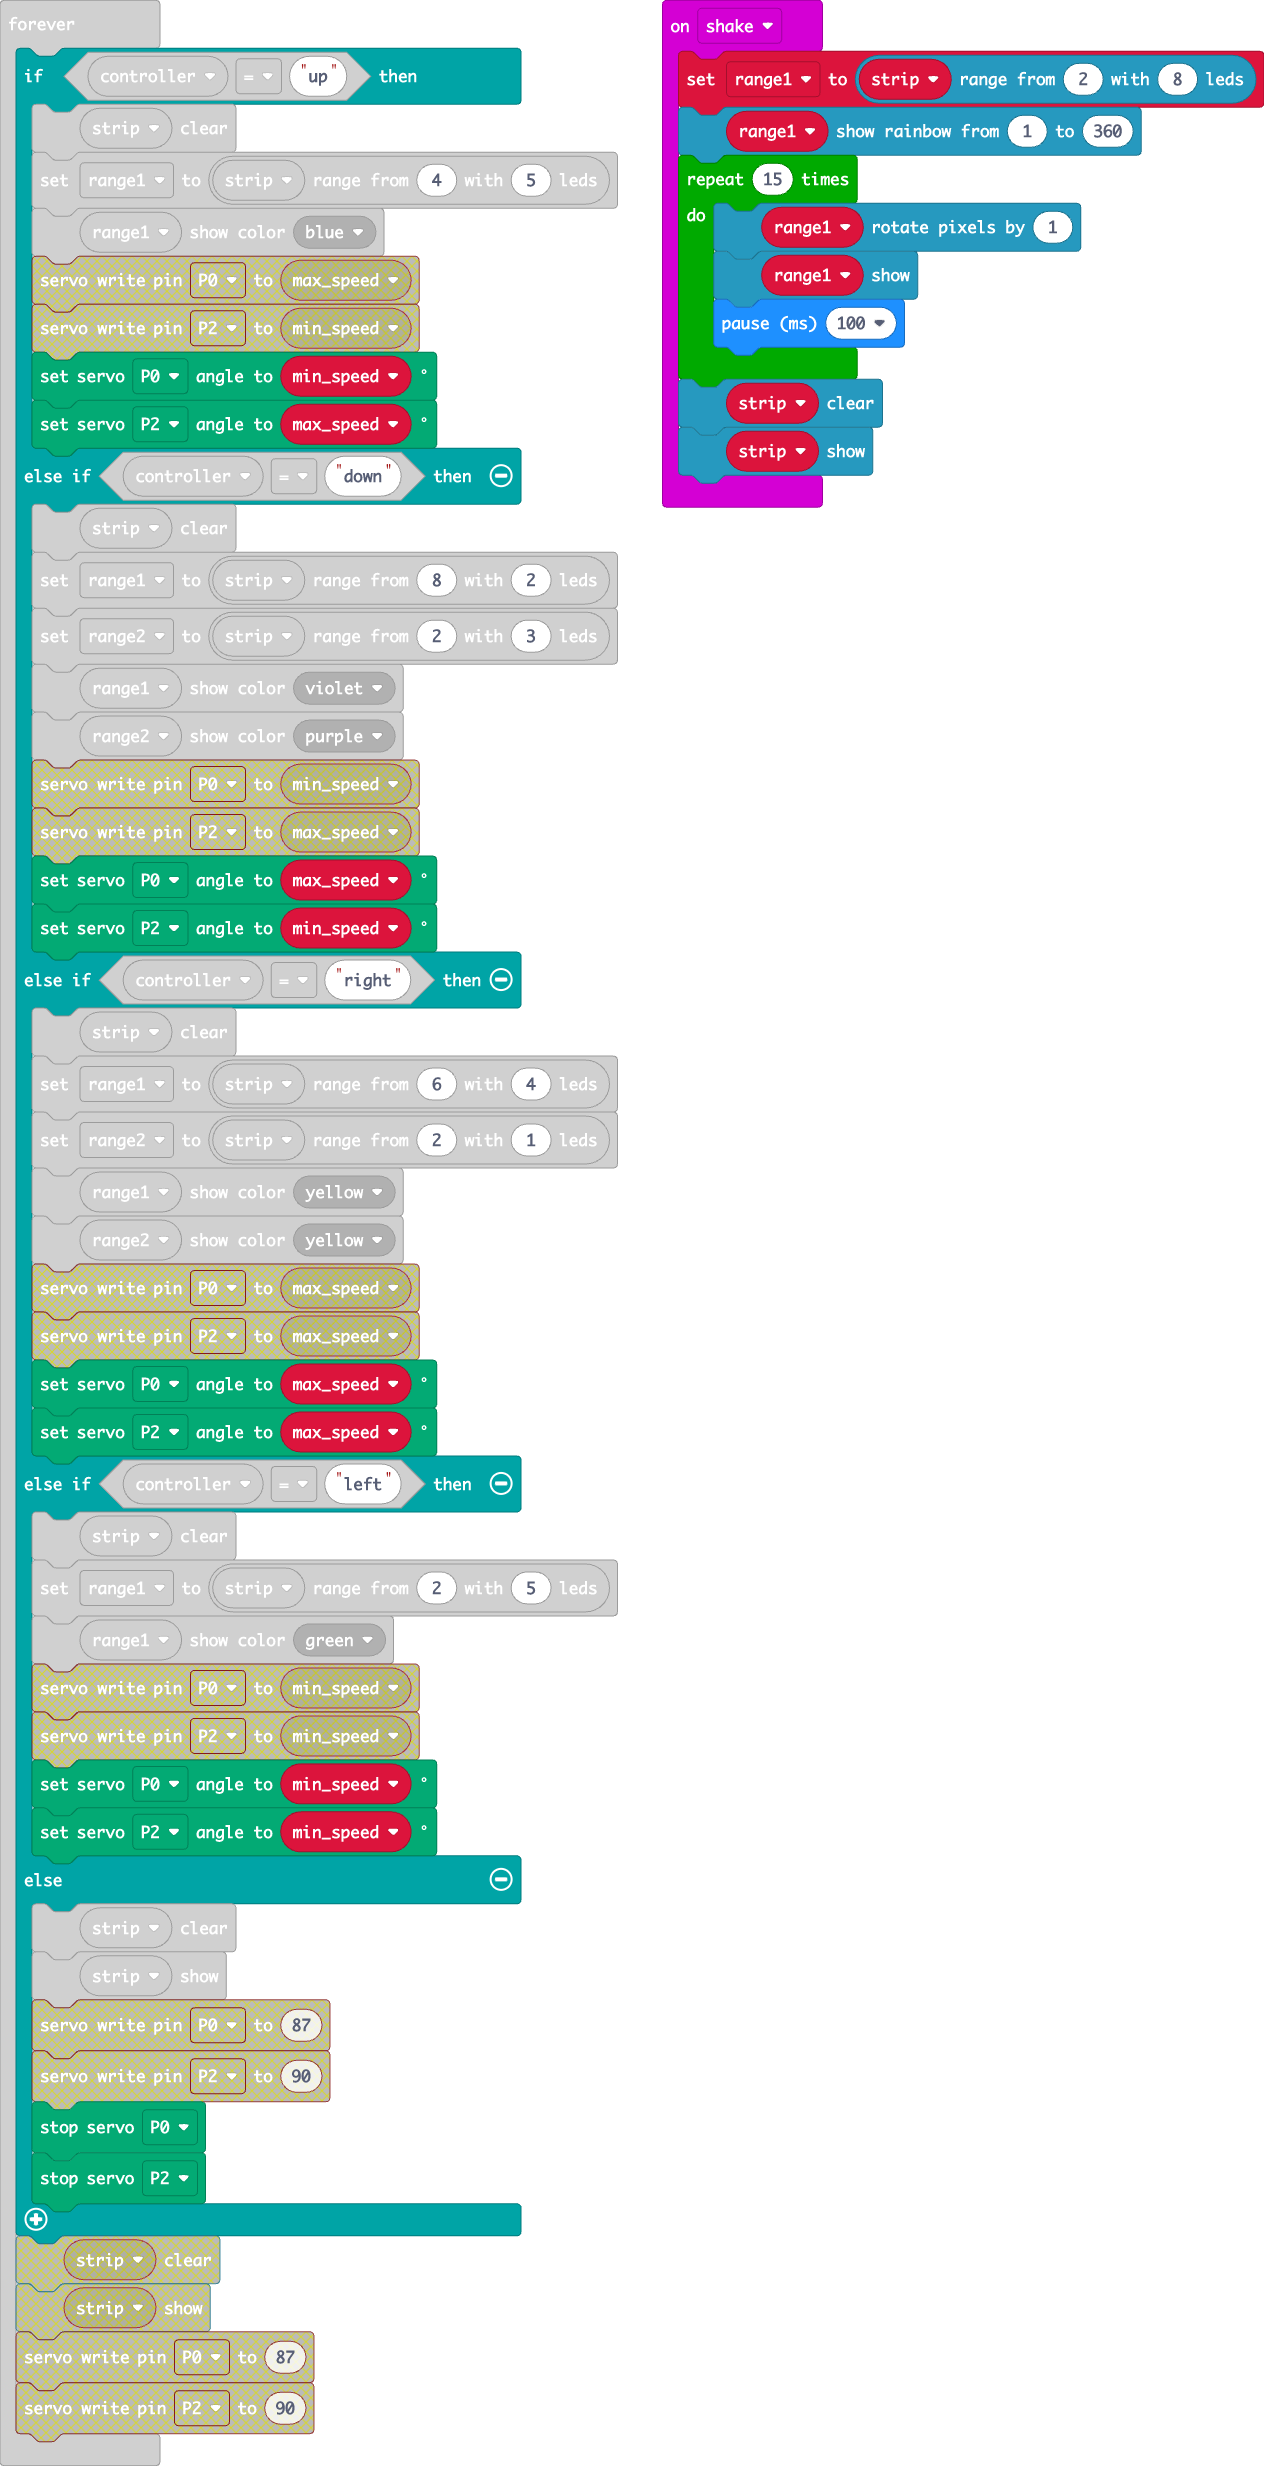 forever
if controller = "up" then
strip clear
set range1 to strip range from 4 with 5 leds
range1 show color blue
servo write pin P0 to max_speed
servo write pin P2 to min_speed
set servo P0 angle to min_speed °
set servo P2 angle to max_speed °
else if controller = "down" then
strip clear
set range1 to strip range from 8 with 2 leds
set range2 to strip range from 2 with 3 leds
range1 show color violet
range2 show color purple
servo write pin P0 to min_speed
servo write pin P2 to max_speed
set servo P0 angle to max_speed °
set servo P2 angle to min_speed °
else if controller = "right" then
strip clear
set range1 to strip range from 6 with 4 leds
set range2 to strip range from 2 with 1 leds
range1 show color yellow
range2 show color yellow
servo write pin P0 to max_speed
servo write pin P2 to max_speed
set servo P0 angle to max_speed °
set servo P2 angle to max_speed °
else if controller = "left" then
strip clear
set range1 to strip range from 2 with 5 leds
range1 show color green
servo write pin P0 to min_speed
servo write pin P2 to min_speed
set servo P0 angle to min_speed °
set servo P2 angle to min_speed °
else
strip clear
strip show
servo write pin P0 to 87
servo write pin P2 to 90
stop servo P0
stop servo P2
strip clear
strip show
servo write pin P0 to 87
servo write pin P2 to 90
on shake
set range1 to strip range from 2 with 8 leds
range1 show rainbow from 1 to 360
repeat 15 times
do range1 rotate pixels by 1
range1 show
pause (ms) 100
strip clear
strip show